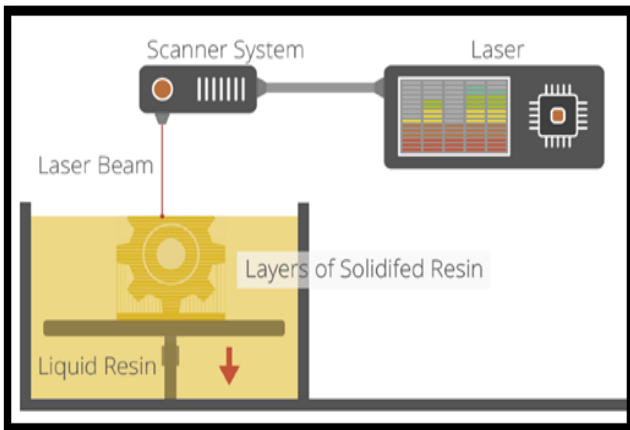 Scanner System
Laser
Laser Beam
Layers of Solidifed Resin
Liquid Resin